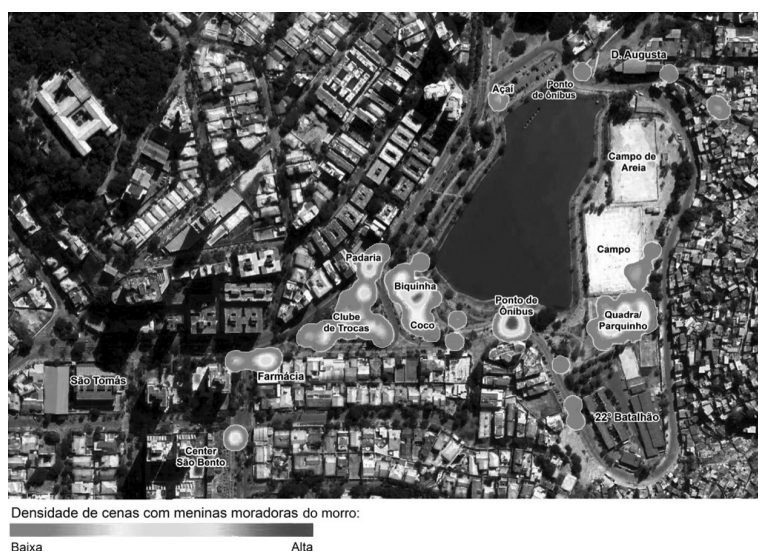 D. Augusta
Açaí
Ponto
de ônibus
Campo de
Areia
Campo
Padaria
Biquinha
Ponto de
Ônibus
Clube
de Trocas
Coco
Quadra/
Parquinho
Farmácia
São Tomás
22º Batalhão
Center
São Bento
Densidade de cenas com meninas moradoras do morro:
Baixa
Alta